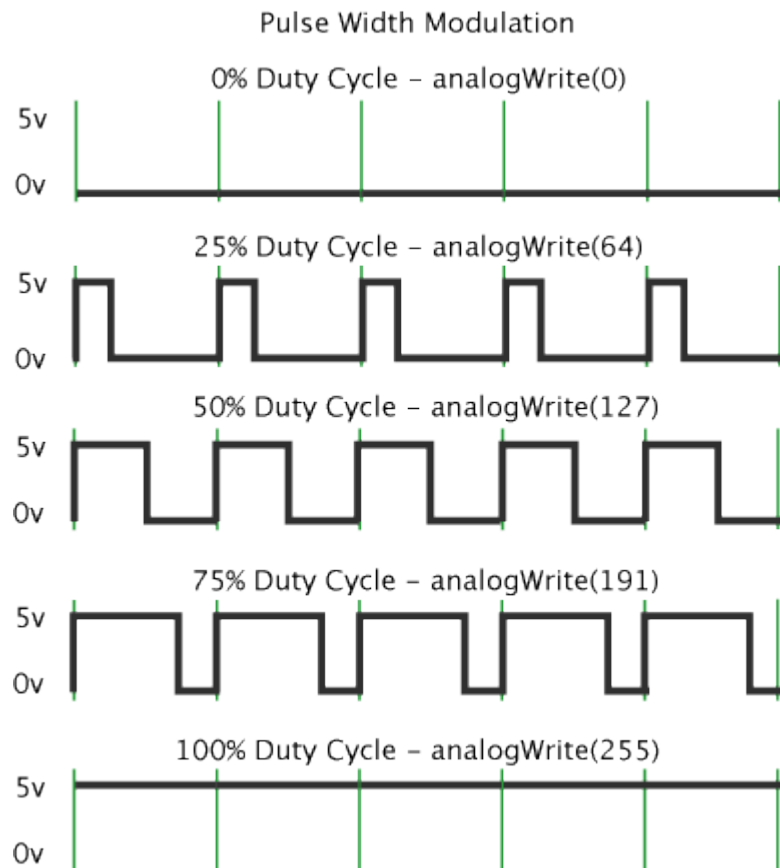 Pulse Width Modulation
0% Duty Cycle – analogWrite(0)
5v
0v
25% Duty Cycle – analogWrite(64)
5v
0v
50% Duty Cycle – analogWrite(127)
5v
0v
75% Duty Cycle – analogWrite(191)
5v
0v
100% Duty Cycle – analogWrite(255)
5v
0v